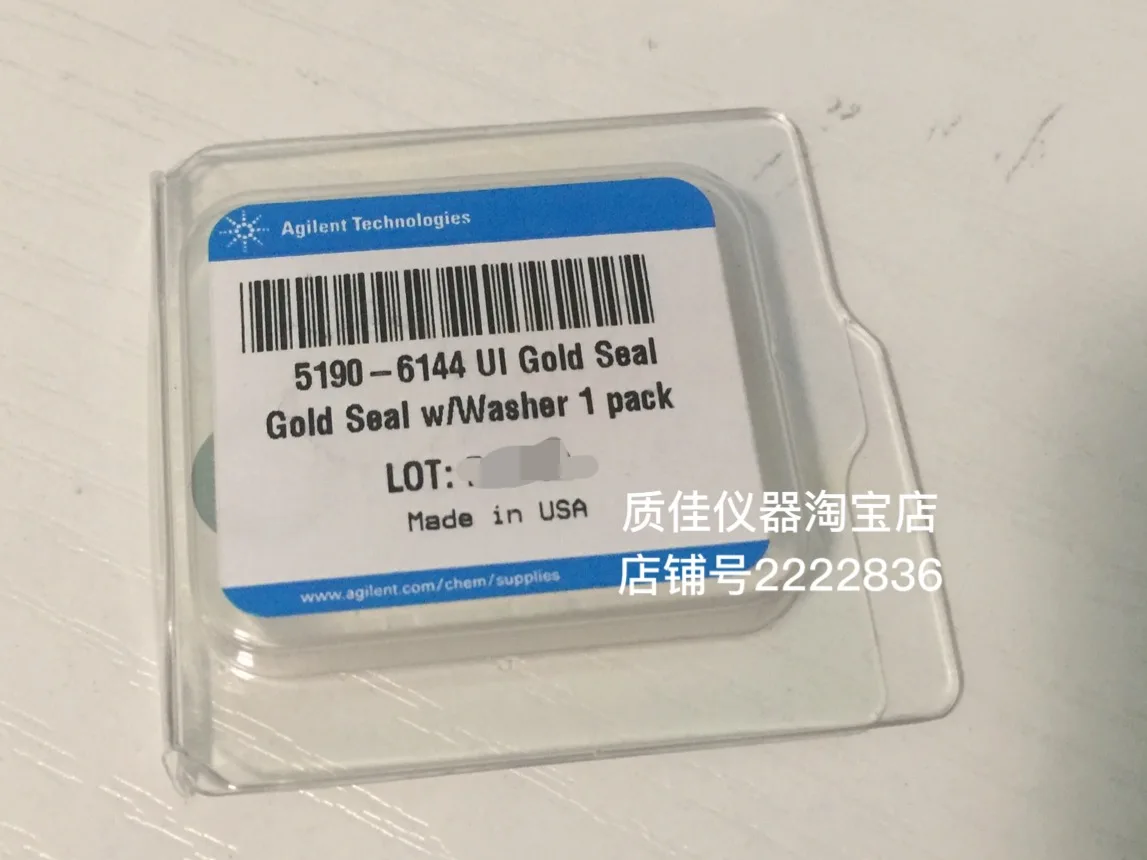 Agilent Technologies
5190-6144 UI Gold Seal
Gold Seal w/Washer 1 pack
LOT:
Made in USA
www.agilent.com/chem/supplies
质佳仪器淘宝店
店铺号2222836